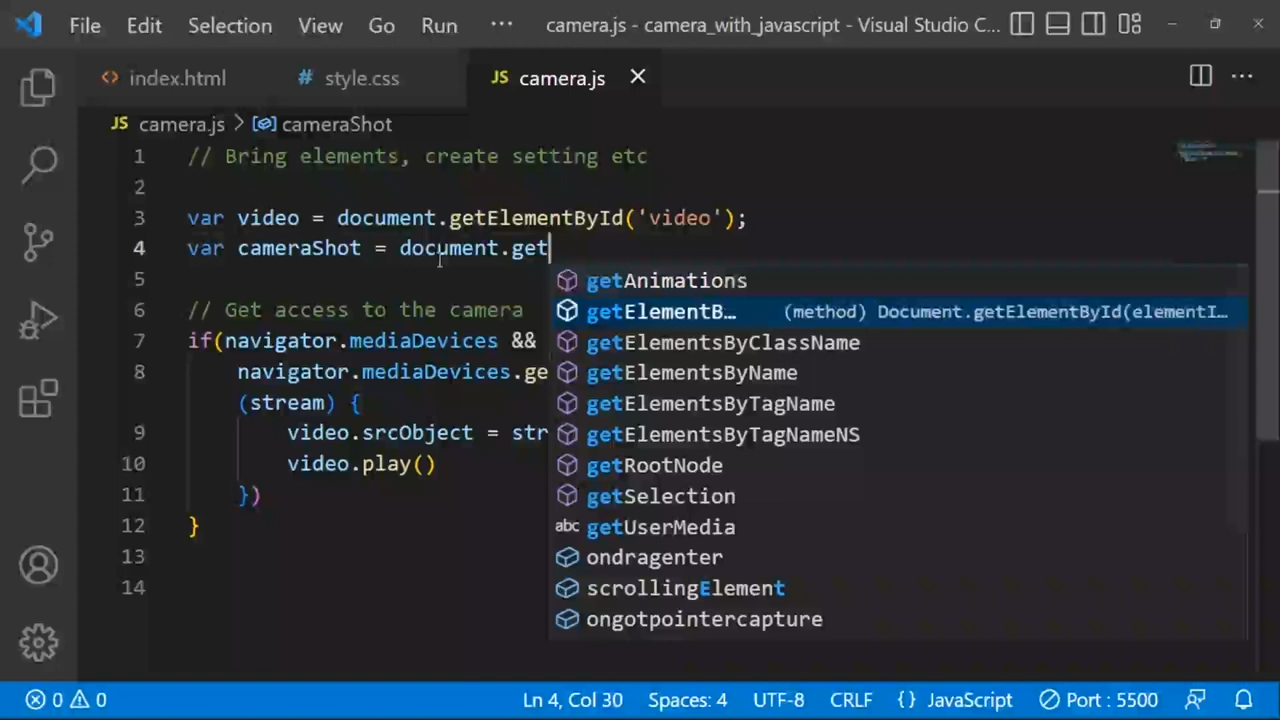 File Edit Selection View Go Run ··· camera.js - camera_with_javascript - Visual Studio C...
<> index.html # style.css JS camera.js
JS camera.js > cameraShot
1 // Bring elements, create setting etc
2
3 var video = document.getElementById('video');
4 var cameraShot = document.get
5
6 // Get access to the camera
7 if(navigator.mediaDevices &&
8 navigator.mediaDevices.ge
(stream) {
9 video.srcObject = str
10 video.play()
11 })
12 }
13
14
getAnimations
getElementB... (method) Document.getElementById(elementI...
getElementsByClassName
getElementsByName
getElementsByTagName
getElementsByTagNameNS
getRootNode
getSelection
abc getUserMedia
ondragenter
scrollingElement
ongotpointercapture
0 0 Ln 4, Col 30 Spaces: 4 UTF-8 CRLF {} JavaScript Port : 5500